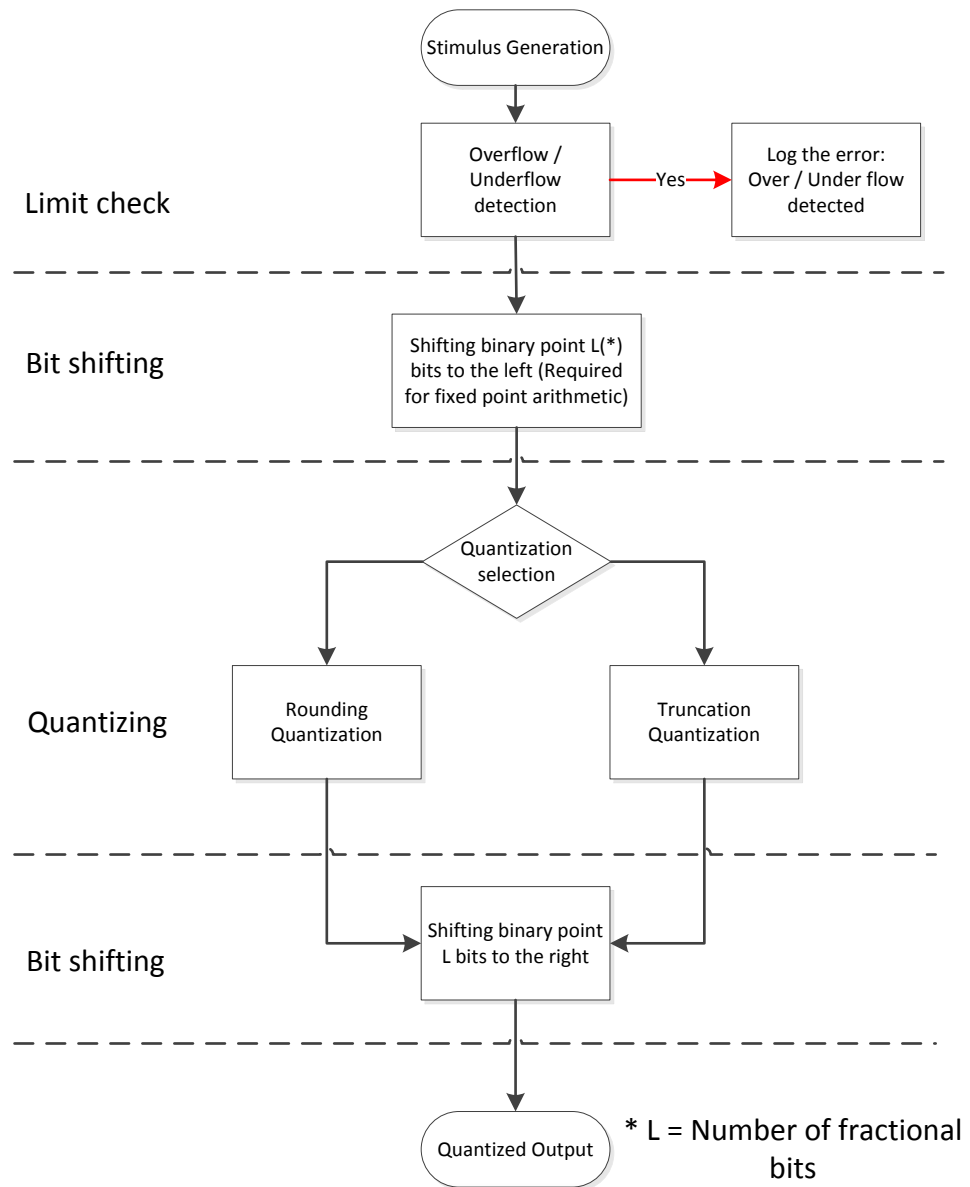 Stimulus Generation
Limit check
Overflow /
Underflow
detection
Yes
Log the error:
Over / Under flow
detected
Bit shifting
Shifting binary point L(*)
bits to the left (Required
for fixed point arithmetic)
Quantization
selection
Quantizing
Rounding
Quantization
Truncation
Quantization
Bit shifting
Shifting binary point
L bits to the right
Quantized Output
* L = Number of fractional
bits